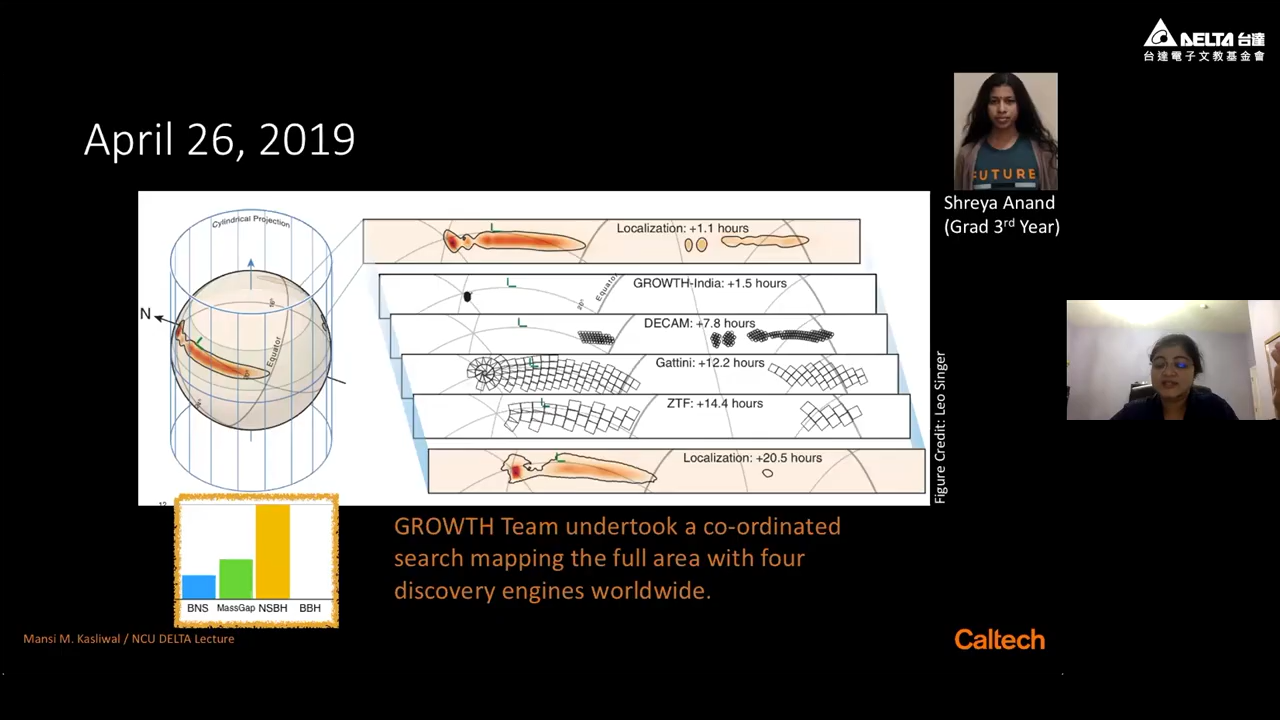 DELTA 台達
台達電子文教基金會
April 26, 2019
Shreya Anand
(Grad 3rd Year)
FUTURE
Cylindrical Projection
N
Equator
Localization: +1.1 hours
GROWTH-India: +1.5 hours
Equator
DECAM: +7.8 hours
Gattini: +12.2 hours
ZTF: +14.4 hours
Localization: +20.5 hours
Figure Credit: Leo Singer
BNS MassGap NSBH BBH
GROWTH Team undertook a co-ordinated
search mapping the full area with four
discovery engines worldwide.
Mansi M. Kasliwal / NCU DELTA Lecture
Caltech